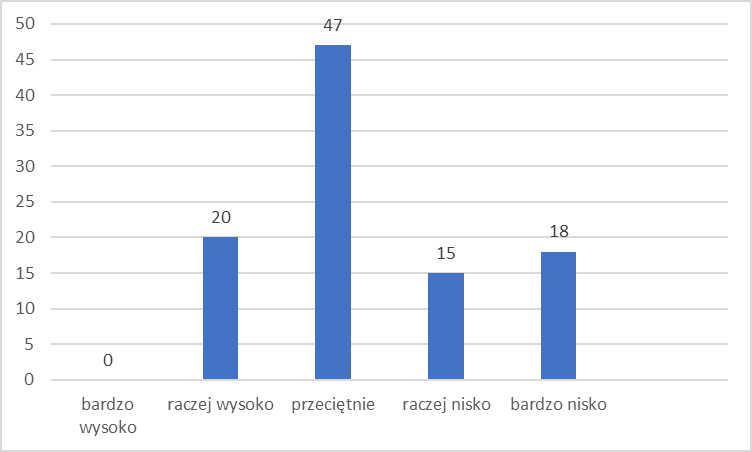 50
45
40
35
30
25
20
15
10
5
0
0
20
47
15
18
bardzo
wysoko
raczej wysoko
przeciętnie
raczej nisko
bardzo nisko